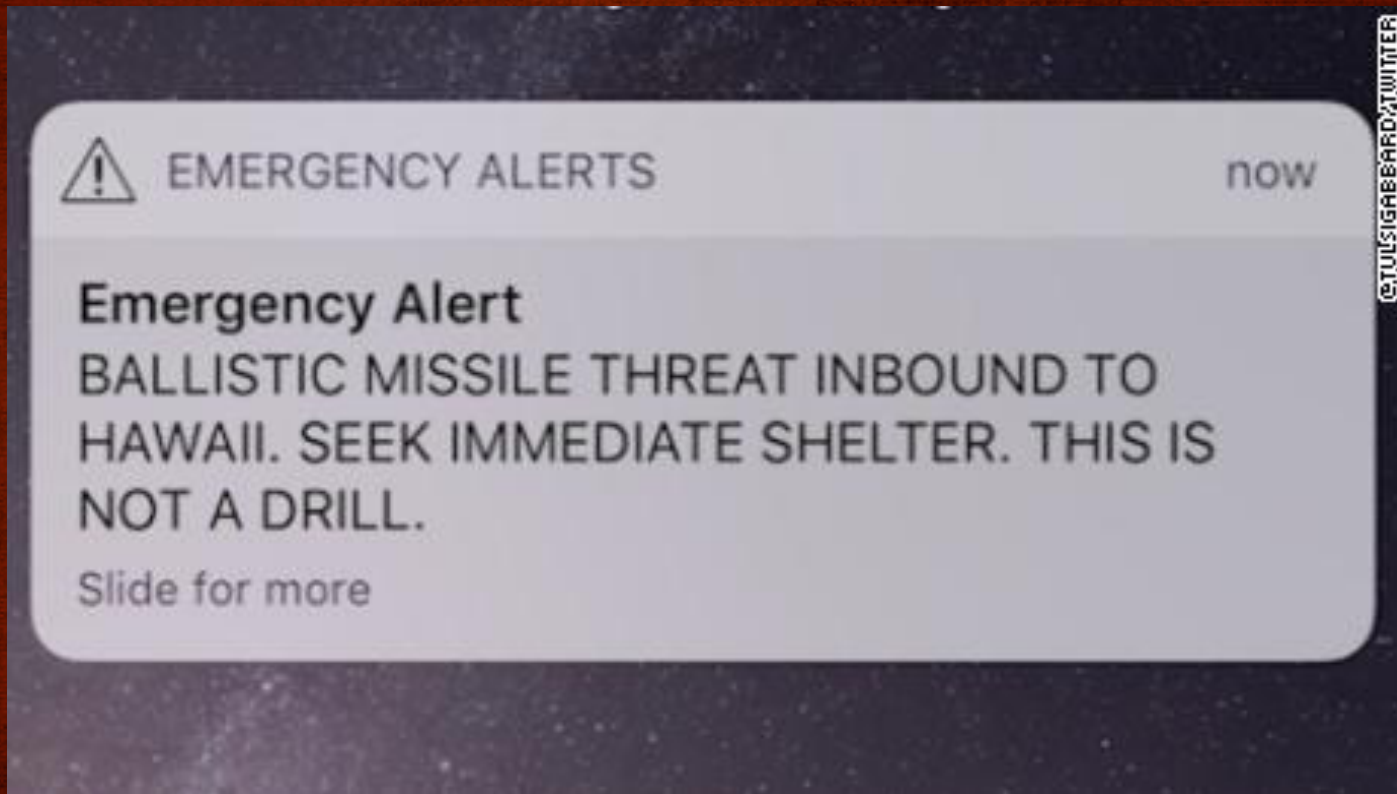 EMERGENCY ALERTS now
Emergency Alert
BALLISTIC MISSILE THREAT INBOUND TO
HAWAII. SEEK IMMEDIATE SHELTER. THIS IS
NOT A DRILL.
Slide for more
@TULSIGABBARD/TWITTER